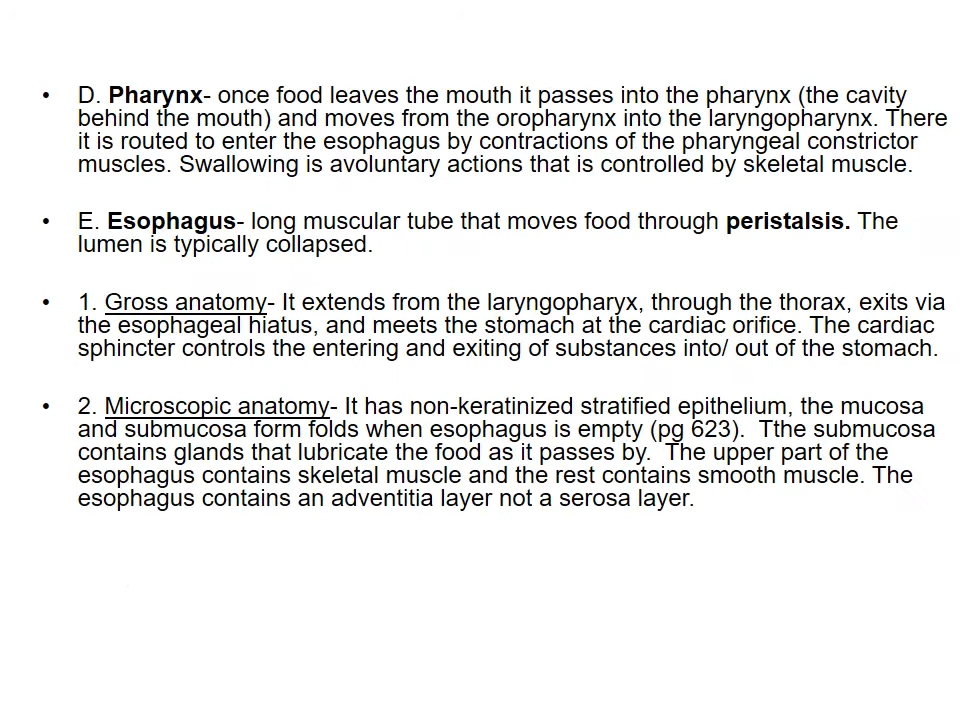 • D. Pharynx- once food leaves the mouth it passes into the pharynx (the cavity
behind the mouth) and moves from the oropharynx into the laryngopharynx. There
it is routed to enter the esophagus by contractions of the pharyngeal constrictor
muscles. Swallowing is avoluntary actions that is controlled by skeletal muscle.
• E. Esophagus- long muscular tube that moves food through peristalsis. The
lumen is typically collapsed.
• 1. Gross anatomy- It extends from the laryngopharyx, through the thorax, exits via
the esophageal hiatus, and meets the stomach at the cardiac orifice. The cardiac
sphincter controls the entering and exiting of substances into/ out of the stomach.
• 2. Microscopic anatomy- It has non-keratinized stratified epithelium, the mucosa
and submucosa form folds when esophagus is empty (pg 623).  Tthe submucosa
contains glands that lubricate the food as it passes by.  The upper part of the
esophagus contains skeletal muscle and the rest contains smooth muscle. The
esophagus contains an adventitia layer not a serosa layer.